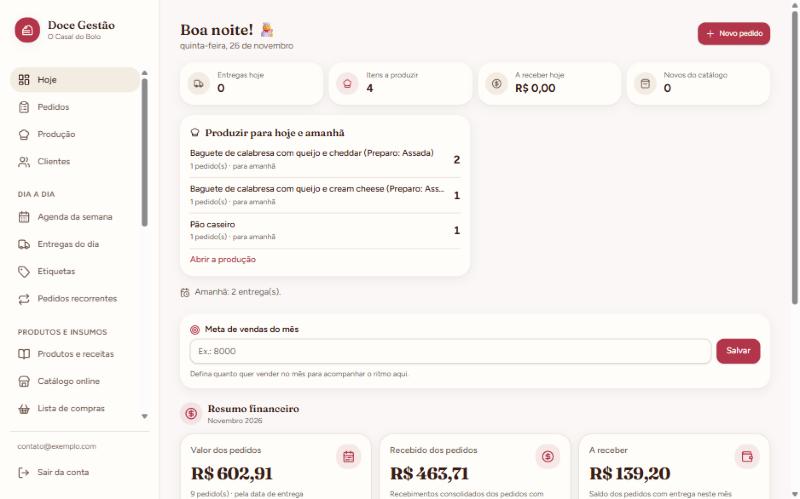 Doce Gestão
O Casal do Bolo
Hoje
Pedidos
Produção
Clientes
DIA A DIA
Agenda da semana
Entregas do dia
Etiquetas
Pedidos recorrentes
PRODUTOS E INSUMOS
Produtos e receitas
Catálogo online
Lista de compras
contato@exemplo.com
Sair da conta
Boa noite!
quinta-feira, 26 de novembro
Novo pedido
Entregas hoje
0
Itens a produzir
4
A receber hoje
R$ 0,00
Novos do catálogo
0
Produzir para hoje e amanhã
Baguete de calabresa com queijo e cheddar (Preparo: Assada)
2
1 pedido(s) · para amanhã
Baguete de calabresa com queijo e cream cheese (Preparo: Ass...
1
1 pedido(s) · para amanhã
Pão caseiro
1
1 pedido(s) · para amanhã
Abrir a produção
Amanhã: 2 entrega(s).
Meta de vendas do mês
Ex.: 8000
Salvar
Defina quanto quer vender no mês para acompanhar o ritmo aqui.
Resumo financeiro
Novembro 2026
Valor dos pedidos
R$ 602,91
9 pedido(s) · pela data de entrega
Recebido dos pedidos
R$ 463,71
Recebimentos consolidados dos pedidos com
A receber
R$ 139,20
Saldo dos pedidos com entrega neste mês